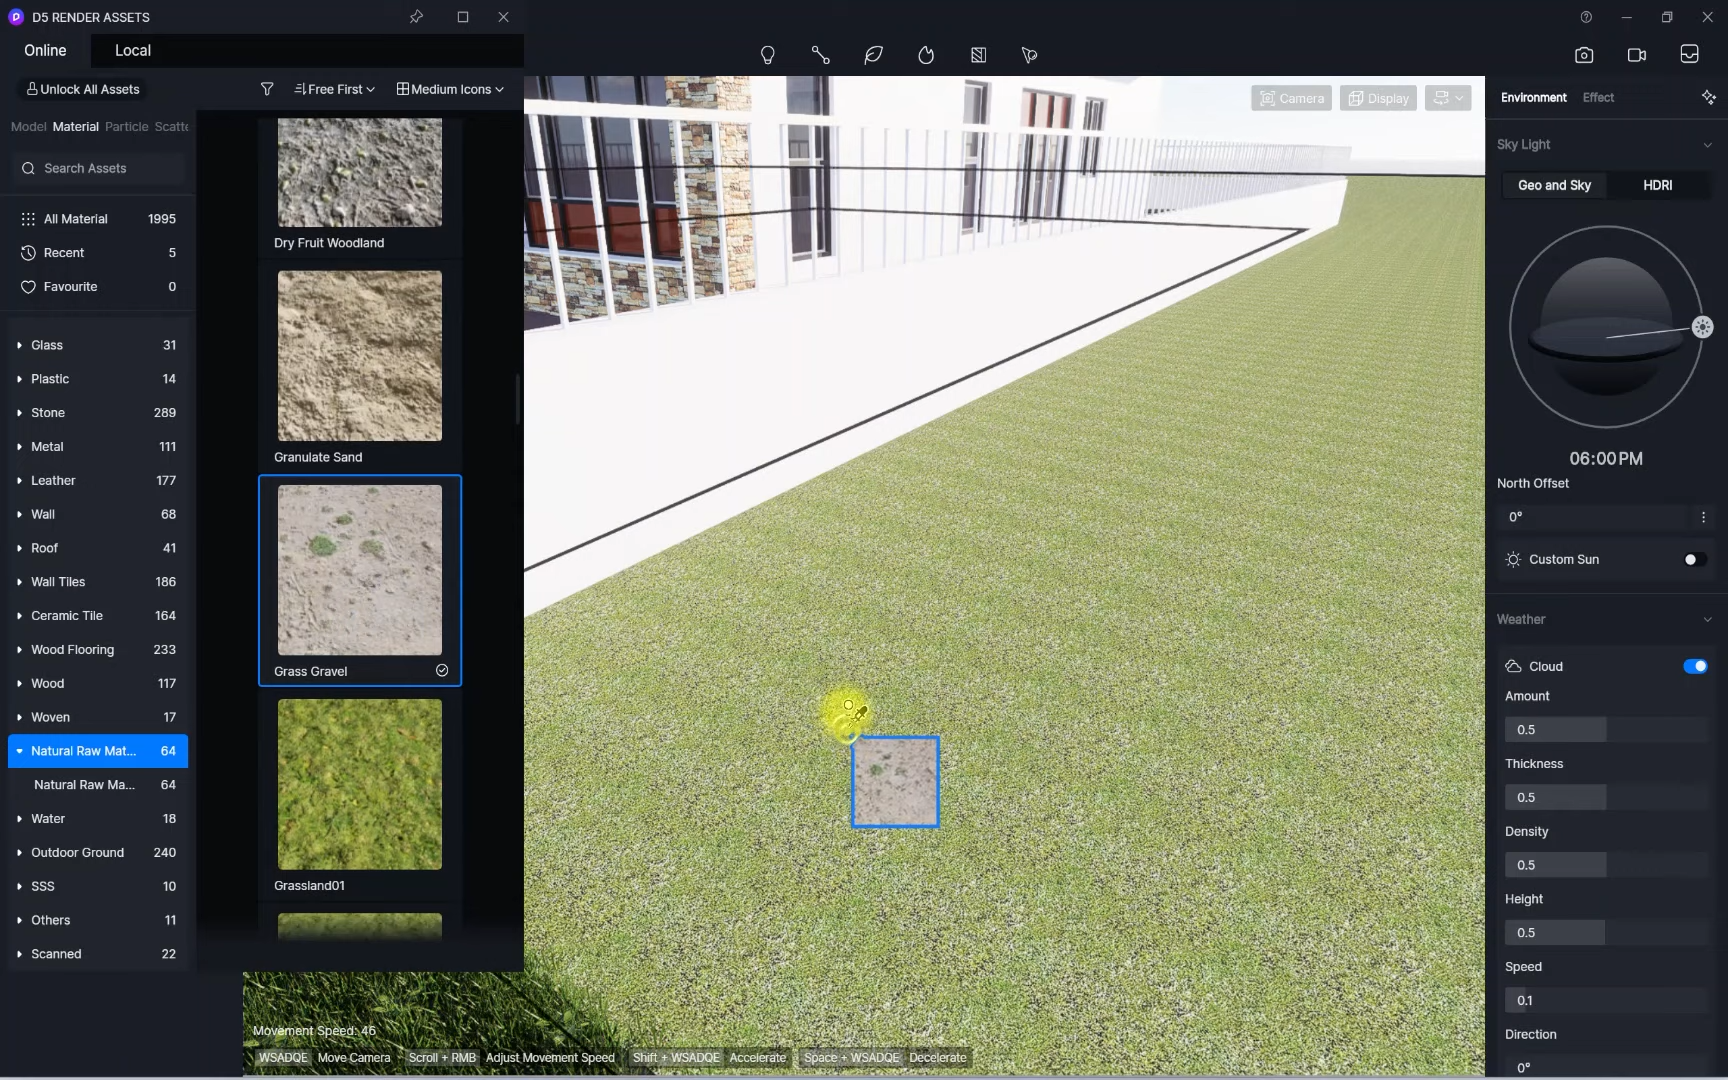 D5 RENDER ASSETS
Online
Local
Unlock All Assets
Free First
Medium Icons
Model Material Particle Scatte
Search Assets
All Material 1995
Recent 5
Favourite 0
Glass 31
Plastic 14
Stone 289
Metal 111
Leather 177
Wall 68
Roof 41
Wall Tiles 186
Ceramic Tile 164
Wood Flooring 233
Wood 117
Woven 17
Natural Raw Mat... 64
Natural Raw Ma... 64
Water 18
Outdoor Ground 240
SSS 10
Others 11
Scanned 22
Dry Fruit Woodland
Granulate Sand
Grass Gravel
Grassland01
Camera
Display
Movement Speed: 46
WSADQE Move Camera Scroll + RMB Adjust Movement Speed Shift + WSADQE Accelerate Space + WSADQE Decelerate
Environment Effect
Sky Light
Geo and Sky HDRI
06:00 PM
North Offset
0°
Custom Sun
Weather
Cloud
Amount
0.5
Thickness
0.5
Density
0.5
Height
0.5
Speed
0.1
Direction
0°